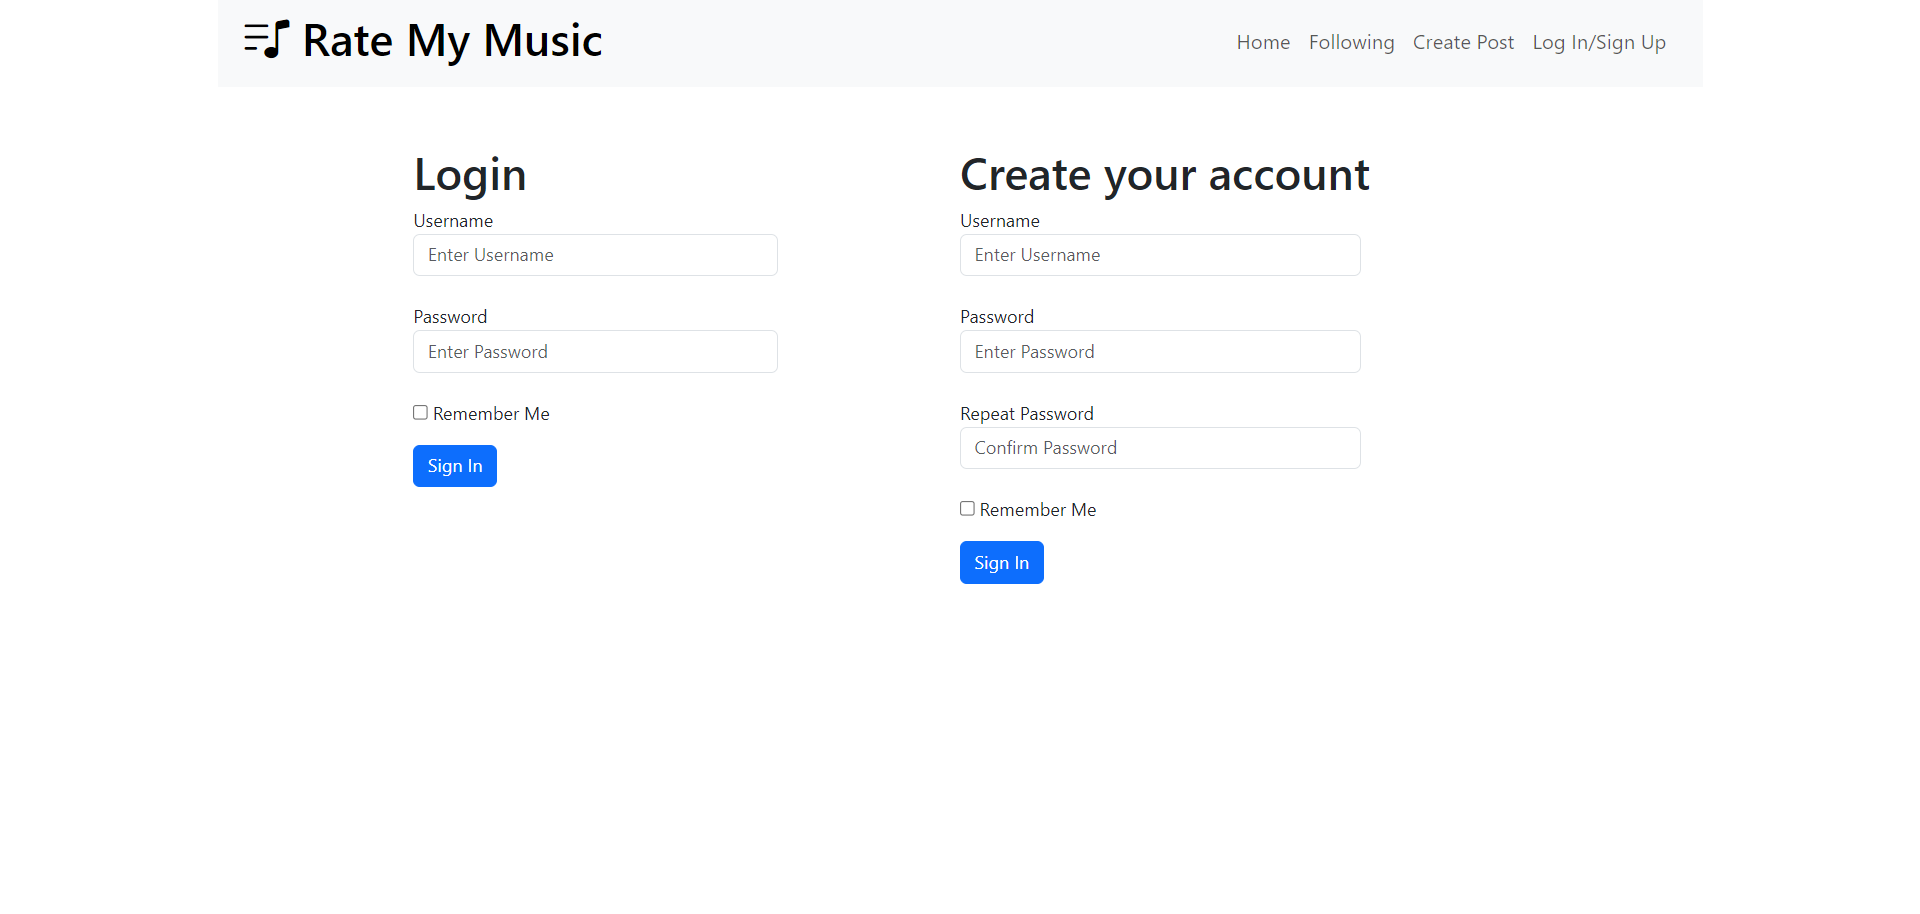 Rate My Music
Home Following Create Post Log In/Sign Up
Login
Username
Enter Username
Password
Enter Password
Remember Me
Sign In
Create your account
Username
Enter Username
Password
Enter Password
Repeat Password
Confirm Password
Remember Me
Sign In